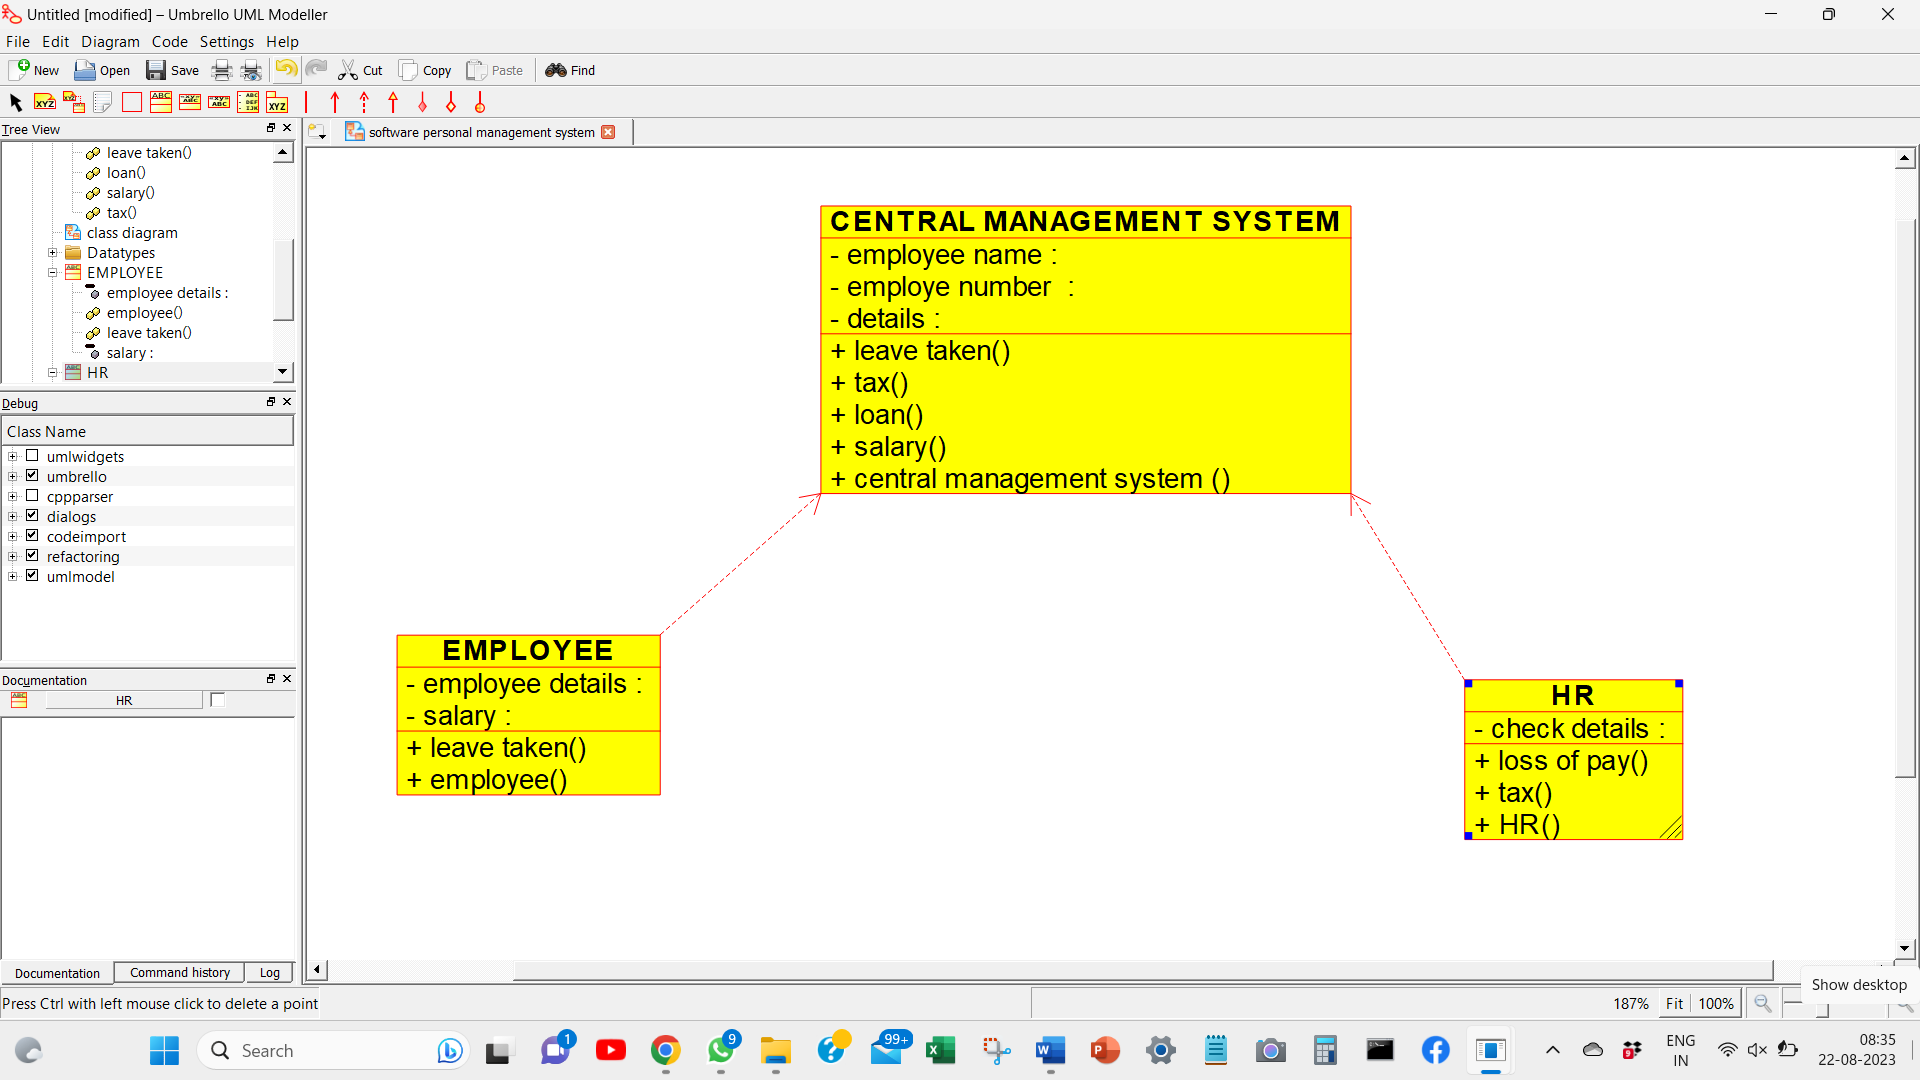 Untitled [modified] – Umbrello UML Modeller
File Edit Diagram Code Settings Help
New Open Save Cut Copy Paste Find
Tree View
software personal management system
leave taken()
loan()
salary()
tax()
class diagram
Datatypes
EMPLOYEE
employee details :
employee()
leave taken()
salary :
HR
Debug
Class Name
umlwidgets
umbrello
cppparser
dialogs
codeimport
refactoring
umlmodel
Documentation
HR
Documentation Command history Log
CENTRAL MANAGEMENT SYSTEM
- employee name :
- employe number  :
- details :
+ leave taken()
+ tax()
+ loan()
+ salary()
+ central management system ()
EMPLOYEE
- employee details :
- salary :
+ leave taken()
+ employee()
HR
- check details :
+ loss of pay()
+ tax()
+ HR()
Show desktop
Press Ctrl with left mouse click to delete a point
187% Fit 100%
Search
1
9
99+
ENG
IN
9
08:35
22-08-2023